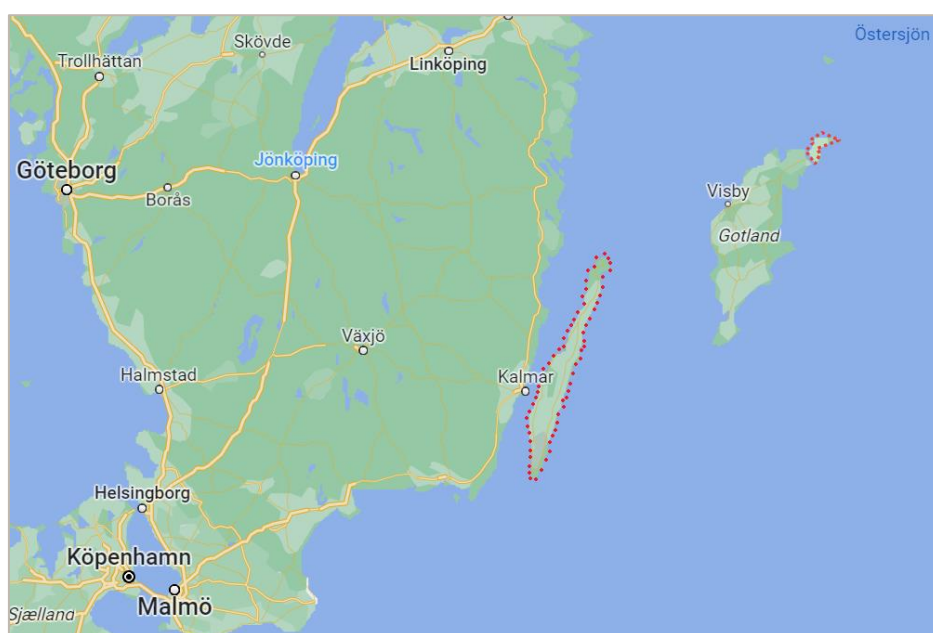 Östersjön
Skövde
Trollhättan
Linköping
Jönköping
Göteborg
Borås
Visby
Gotland
Växjö
Halmstad
Kalmar
Helsingborg
Köpenhamn
Malmö
Sjælland